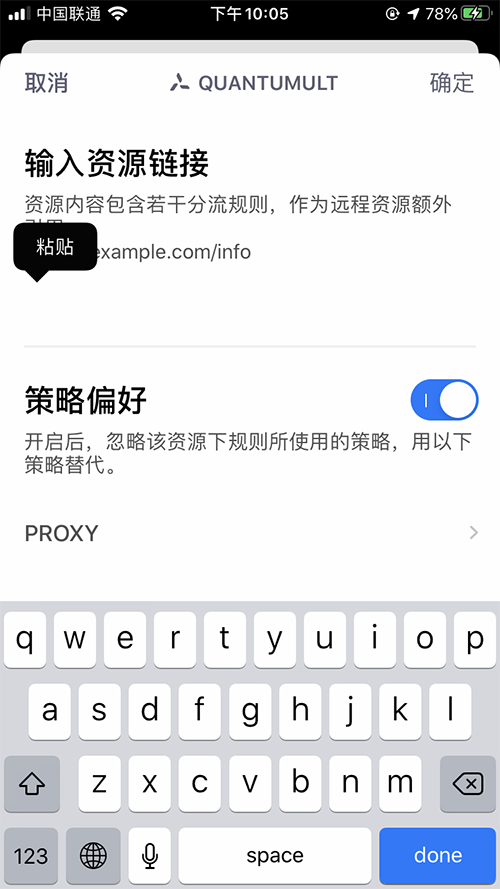 中国联通 下午10:05 78%
取消 QUANTUMULT 确定
输入资源链接
资源内容包含若干分流规则，作为远程资源额外
粘贴
example.com/info
策略偏好
开启后，忽略该资源下规则所使用的策略，用以下
策略替代。
PROXY
q w e r t y u i o p
a s d f g h j k l
z x c v b n m
123 space done